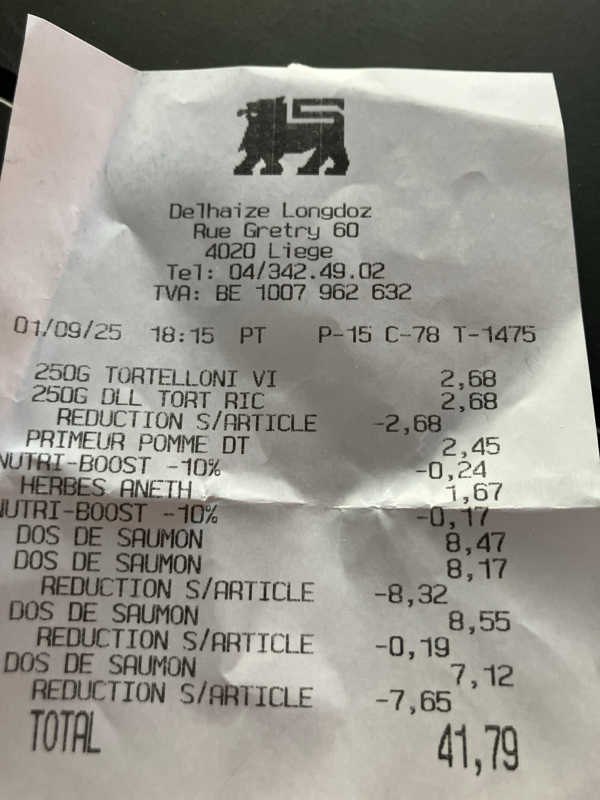 Delhaize Longdoz
Rue Gretry 60
4020 Liege
Tel: 04/342.49.02
TVA: BE 1007 962 632
01/09/25 18:15 PT P-15 C-78 T-1475
250G TORTELLONI VI 2,68
250G DLL TORT RIC 2,68
REDUCTION S/ARTICLE -2,68
PRIMEUR POMME DT 2,45
NUTRI-BOOST -10% -0,24
HERBES ANETH 1,67
NUTRI-BOOST -10% -0,17
DOS DE SAUMON 8,47
DOS DE SAUMON 8,17
REDUCTION S/ARTICLE -8,32
DOS DE SAUMON 8,55
REDUCTION S/ARTICLE -0,19
DOS DE SAUMON 7,12
REDUCTION S/ARTICLE -7,65
TOTAL 41,79